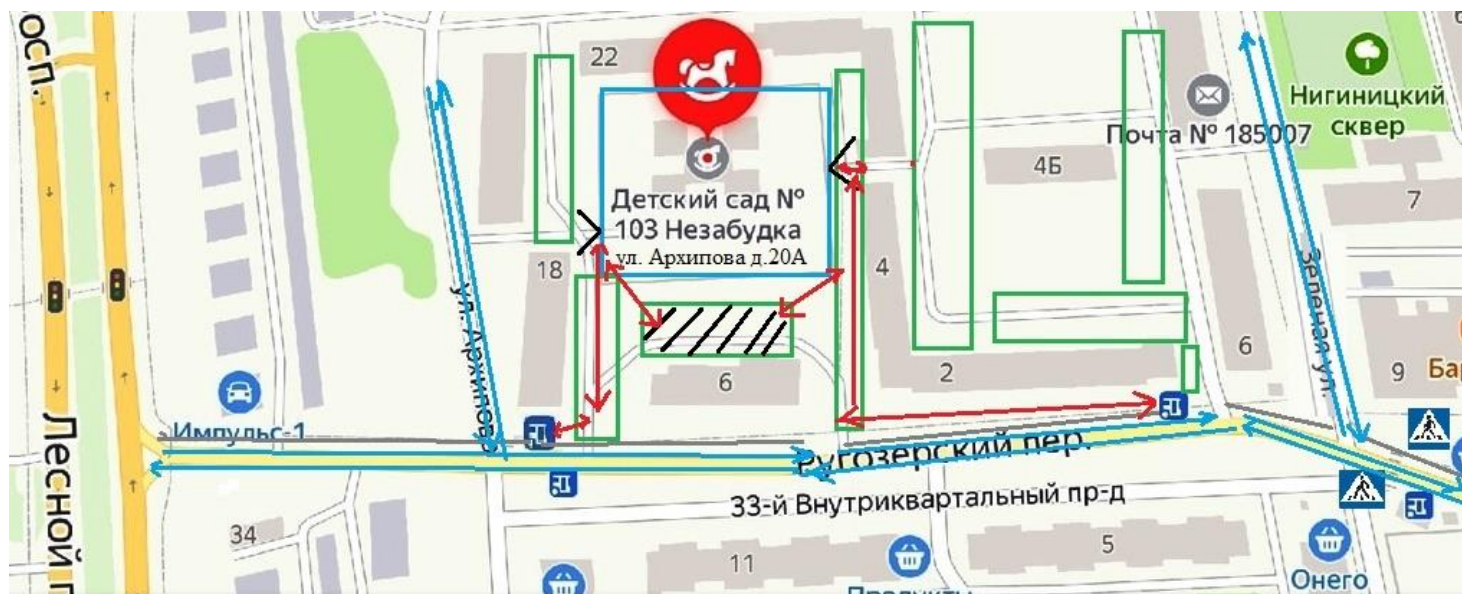 осп.
22
Нигиницкий
сквер
Почта № 185007
4Б
7
Детский сад №
103 Незабудка
ул. Архипова д.20А
18
4
Зеленая ул.
6
ул. Архипова
6
2
9
Импульс-1
Лесной п
Ругозерский пер.
33-й Внутриквартальный пр-д
34
11
5
Продукты
Онего